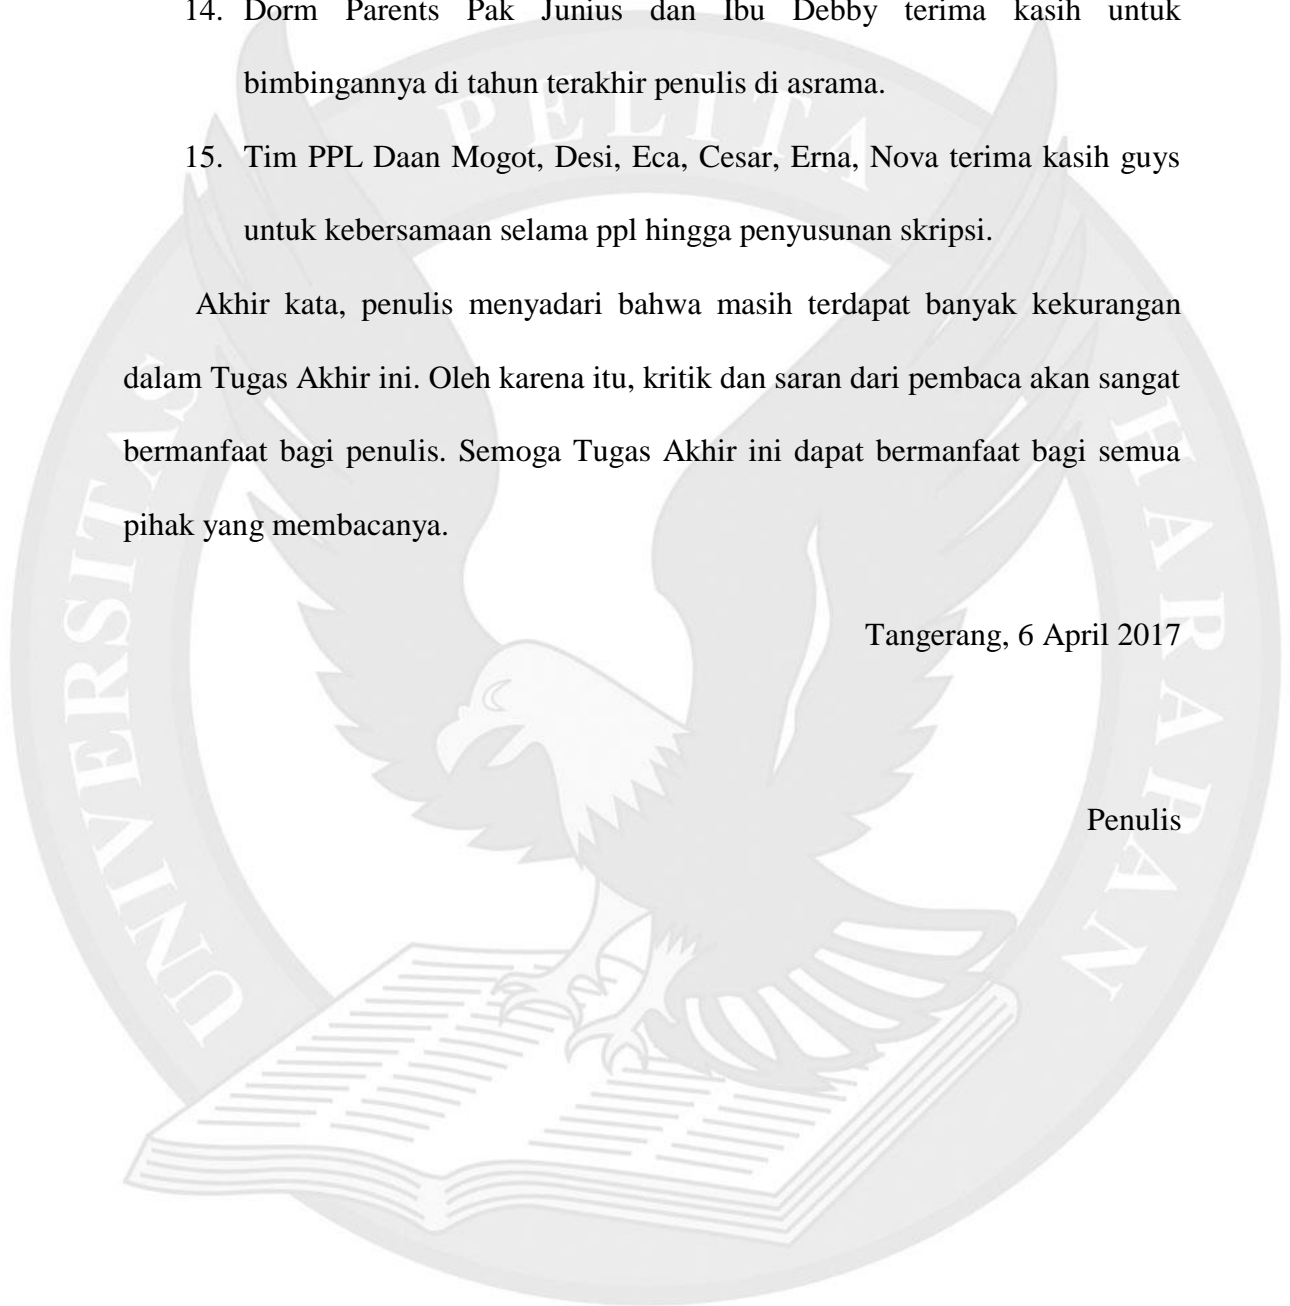 14. Dorm Parents Pak Junius dan Ibu Debby terima kasih untuk
bimbingannya di tahun terakhir penulis di asrama.
15. Tim PPL Daan Mogot, Desi, Eca, Cesar, Erna, Nova terima kasih guys
untuk kebersamaan selama ppl hingga penyusunan skripsi.
Akhir kata, penulis menyadari bahwa masih terdapat banyak kekurangan
dalam Tugas Akhir ini. Oleh karena itu, kritik dan saran dari pembaca akan sangat
bermanfaat bagi penulis. Semoga Tugas Akhir ini dapat bermanfaat bagi semua
pihak yang membacanya.
Tangerang, 6 April 2017
Penulis
UNIVERSITAS PELITA HARAPAN